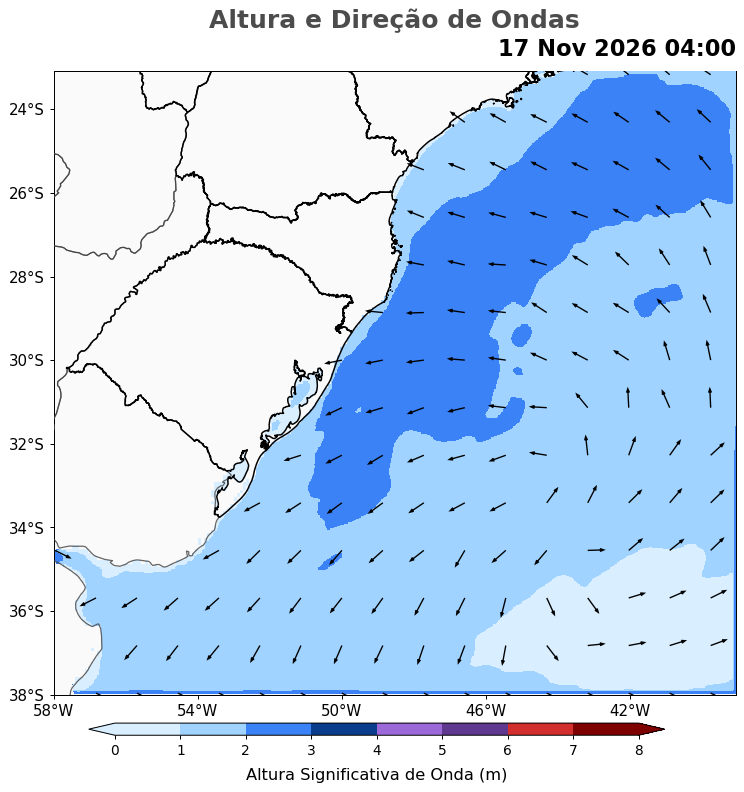 Altura e Direção de Ondas
17 Nov 2026 04:00
24°S
26°S
28°S
30°S
32°S
34°S
36°S
38°S
58°W 54°W 50°W 46°W 42°W
0 1 2 3 4 5 6 7 8
Altura Significativa de Onda (m)